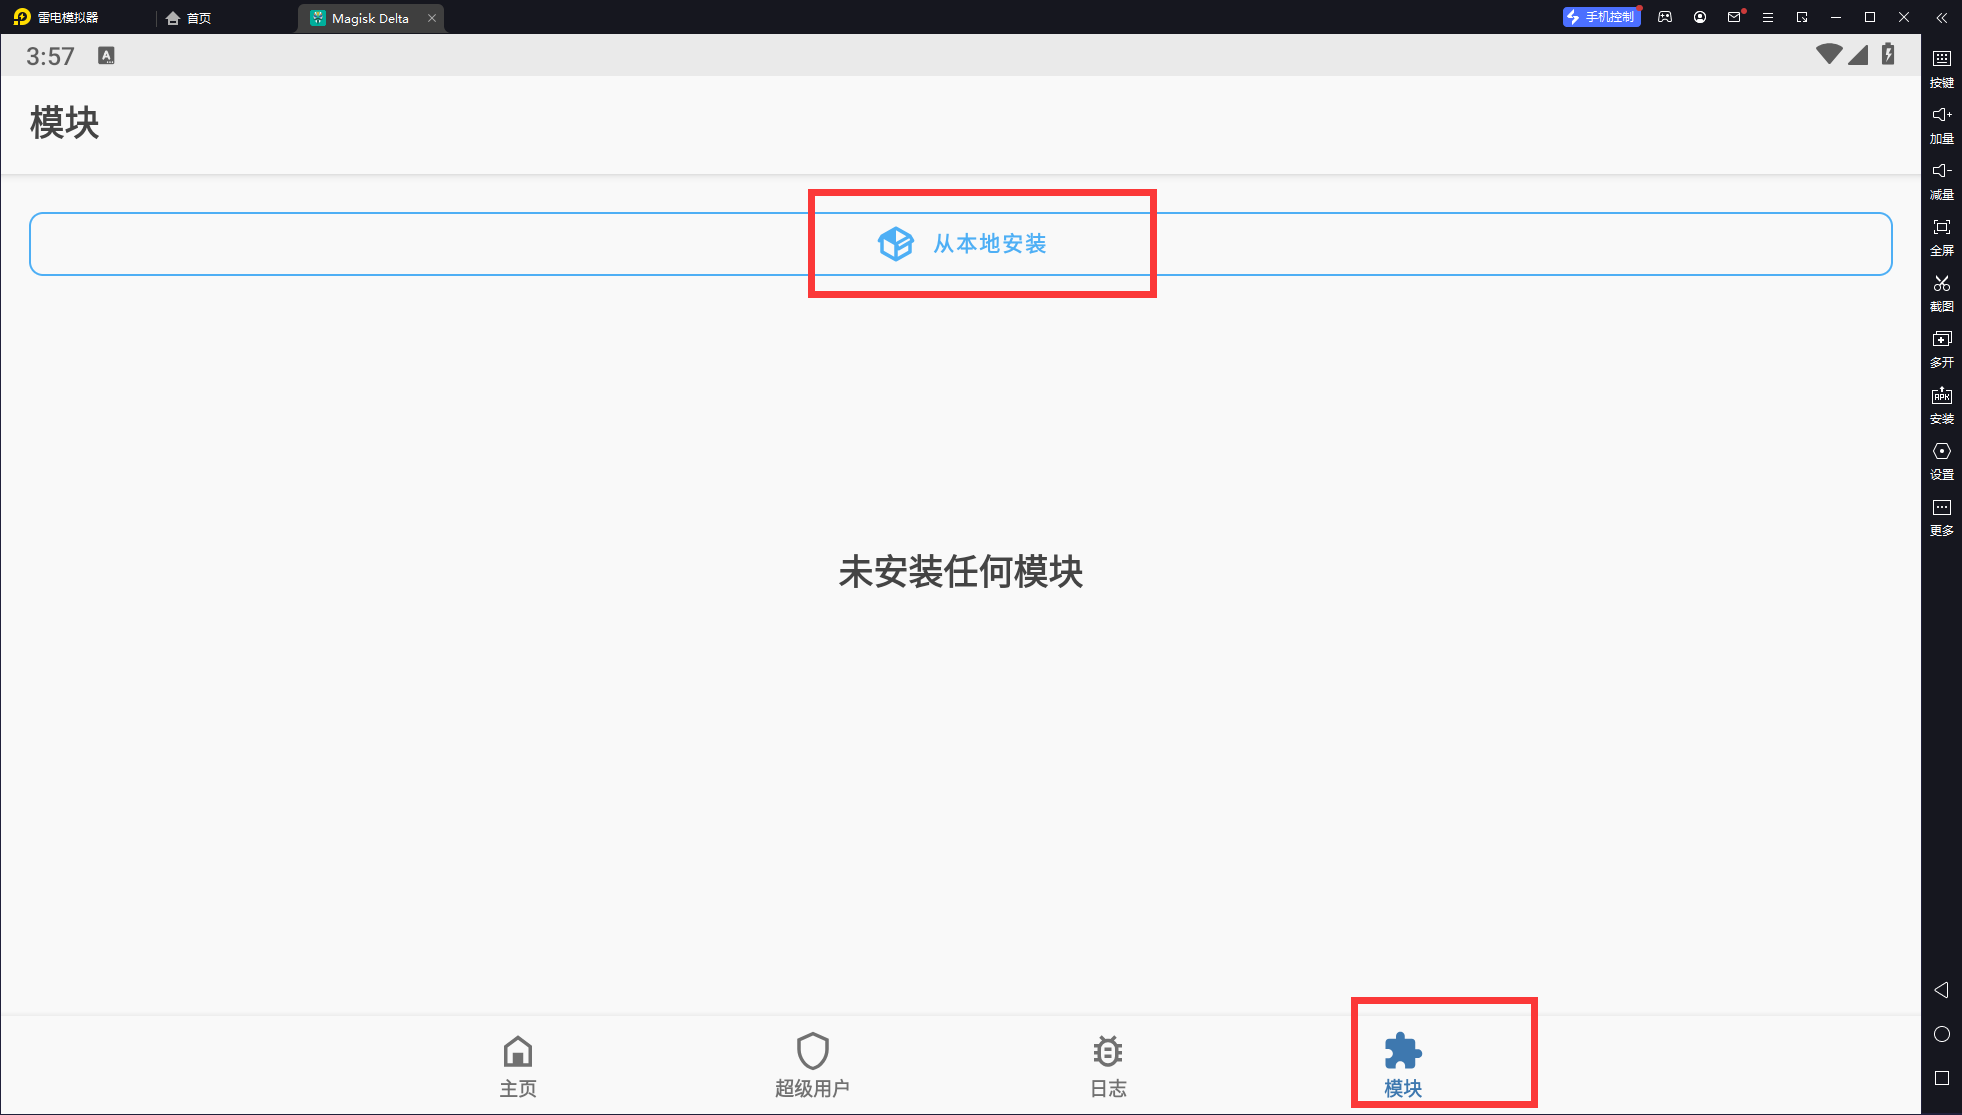 雷电模拟器
首页
Magisk Delta
手机控制
3:57
A
模块
从本地安装
未安装任何模块
主页
超级用户
日志
模块
按键
加量
减量
全屏
截图
多开
APK
安装
设置
更多